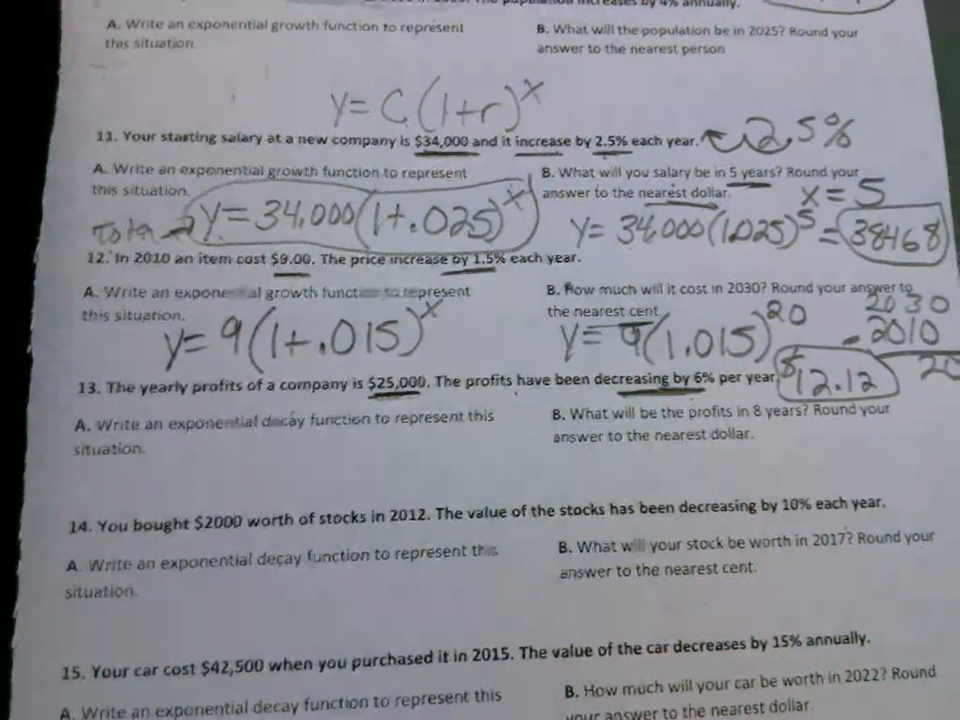 increases by 4% annually.
A. Write an exponential growth function to represent
this situation.
B. What will the population be in 2025? Round your
answer to the nearest person
y = C(1+r)^x
11. Your starting salary at a new company is $34,000 and it increase by 2.5% each year.
2.5%
A. Write an exponential growth function to represent
this situation.
y = 34,000(1+.025)^x
B. What will you salary be in 5 years? Round your
answer to the nearest dollar.
x = 5
y = 34,000(1.025)^5 = 38468
12. In 2010 an item cost $9.00. The price increase by 1.5% each year.
A. Write an exponential growth function to represent
this situation.
y = 9(1+.015)^x
B. How much will it cost in 2030? Round your answer to
the nearest cent.
2030
- 2010
20
y = 9(1.015)^20
$12.12
13. The yearly profits of a company is $25,000. The profits have been decreasing by 6% per year
A. Write an exponential decay function to represent this
situation.
B. What will be the profits in 8 years? Round your
answer to the nearest dollar.
14. You bought $2000 worth of stocks in 2012. The value of the stocks has been decreasing by 10% each year.
A. Write an exponential decay function to represent this
situation.
B. What will your stock be worth in 2017? Round your
answer to the nearest cent.
15. Your car cost $42,500 when you purchased it in 2015. The value of the car decreases by 15% annually.
A. Write an exponential decay function to represent this
B. How much will your car be worth in 2022? Round
your answer to the nearest dollar.